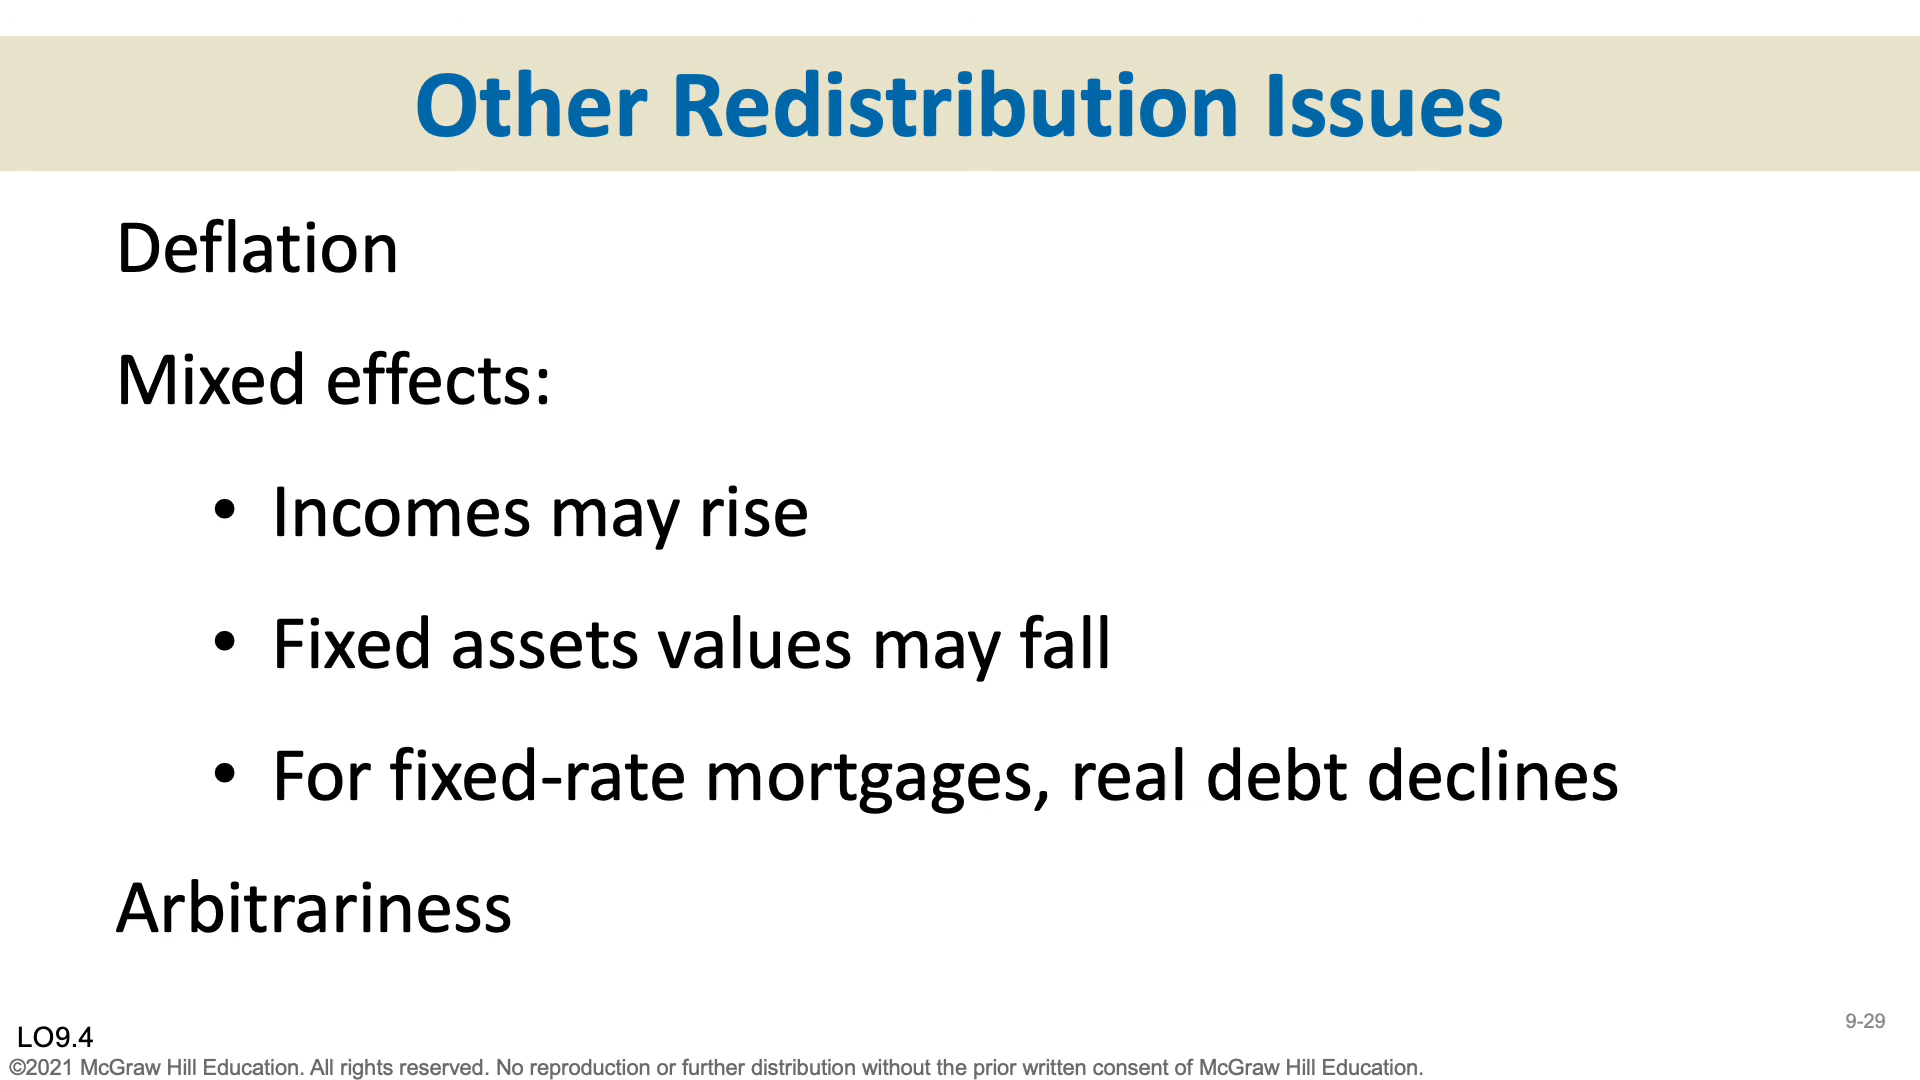 Other Redistribution Issues
Deflation
Mixed effects:
• Incomes may rise
• Fixed assets values may fall
• For fixed-rate mortgages, real debt declines
Arbitrariness
9-29
LO9.4
©2021 McGraw Hill Education. All rights reserved. No reproduction or further distribution without the prior written consent of McGraw Hill Education.